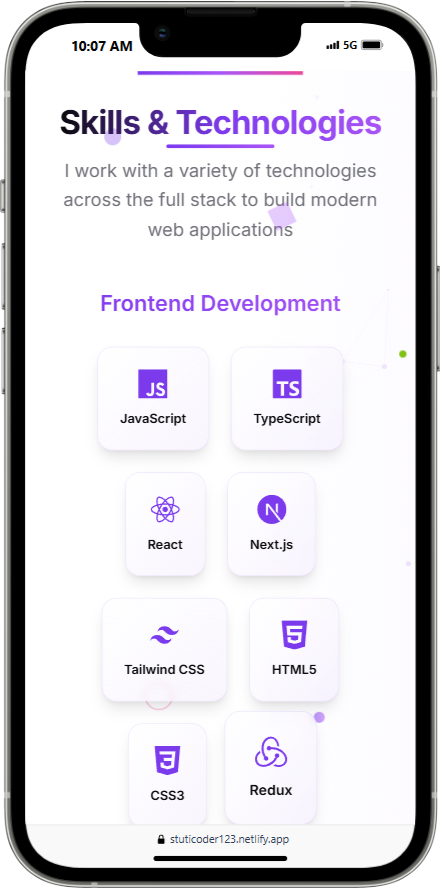 10:07 AM
5G
Skills & Technologies
I work with a variety of technologies
across the full stack to build modern
web applications
Frontend Development
JS
TS
JavaScript
TypeScript
N
React
Next.js
5
Tailwind CSS
HTML5
3
CSS3
Redux
stuticoder123.netlify.app